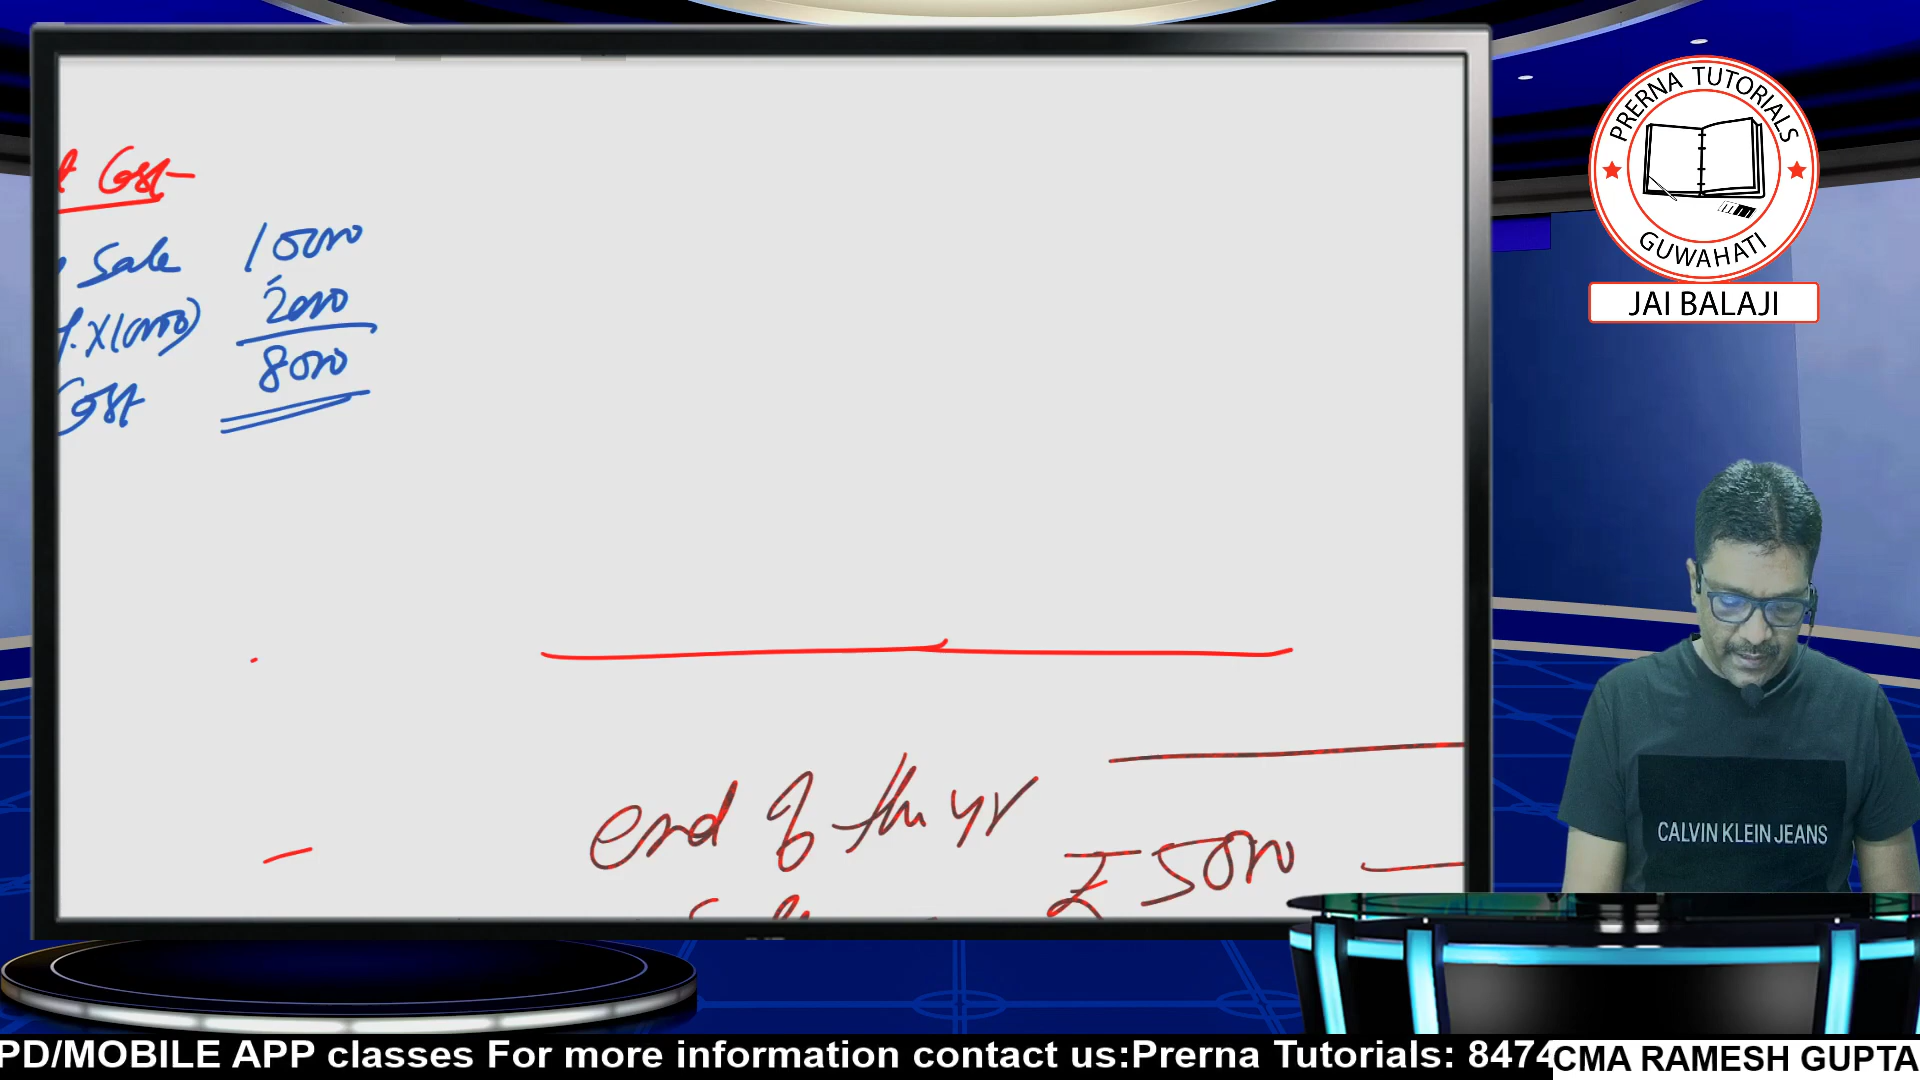 Cost
Sale 10000
2000
Cost 8000
end of the yr
₹ 5000
PRERNA TUTORIALS
GUWAHATI
JAI BALAJI
CALVIN KLEIN JEANS
PD/MOBILE APP classes For more information contact us:Prerna Tutorials: 8474
CMA RAMESH GUPTA